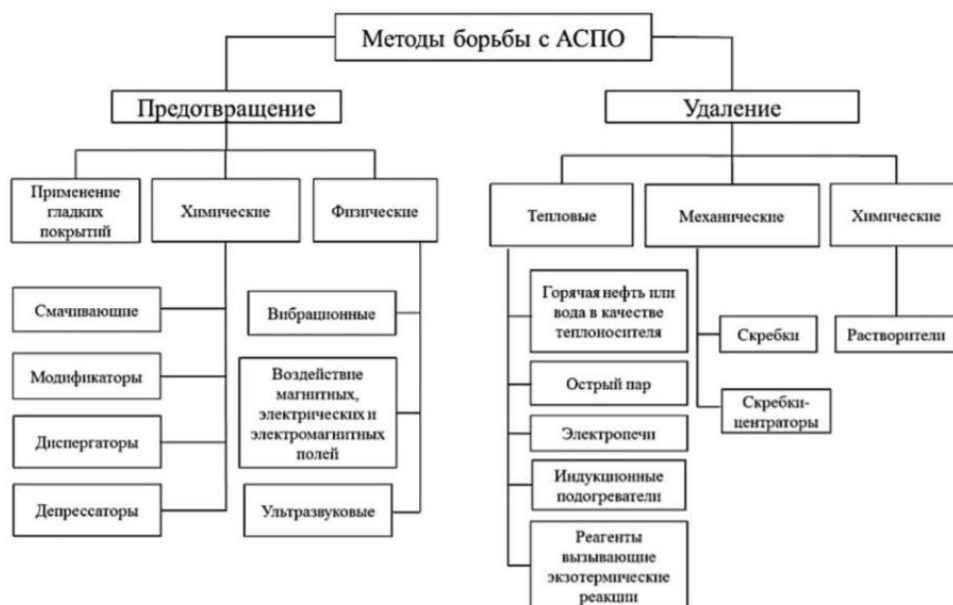 Методы борьбы с АСПО
Предотвращение
Удаление
Применение
гладких
покрытий
Химические
Физические
Тепловые
Механические
Химические
Смачивающие
Модификаторы
Диспергаторы
Депрессаторы
Вибрационные
Воздействие
магнитных,
электрических и
электромагнитных
полей
Ультразвуковые
Горячая нефть или
вода в качестве
теплоносителя
Острый пар
Электропечи
Индукционные
подогреватели
Реагенты
вызывающие
экзотермические
реакции
Скребки
Скребки-
центраторы
Растворители